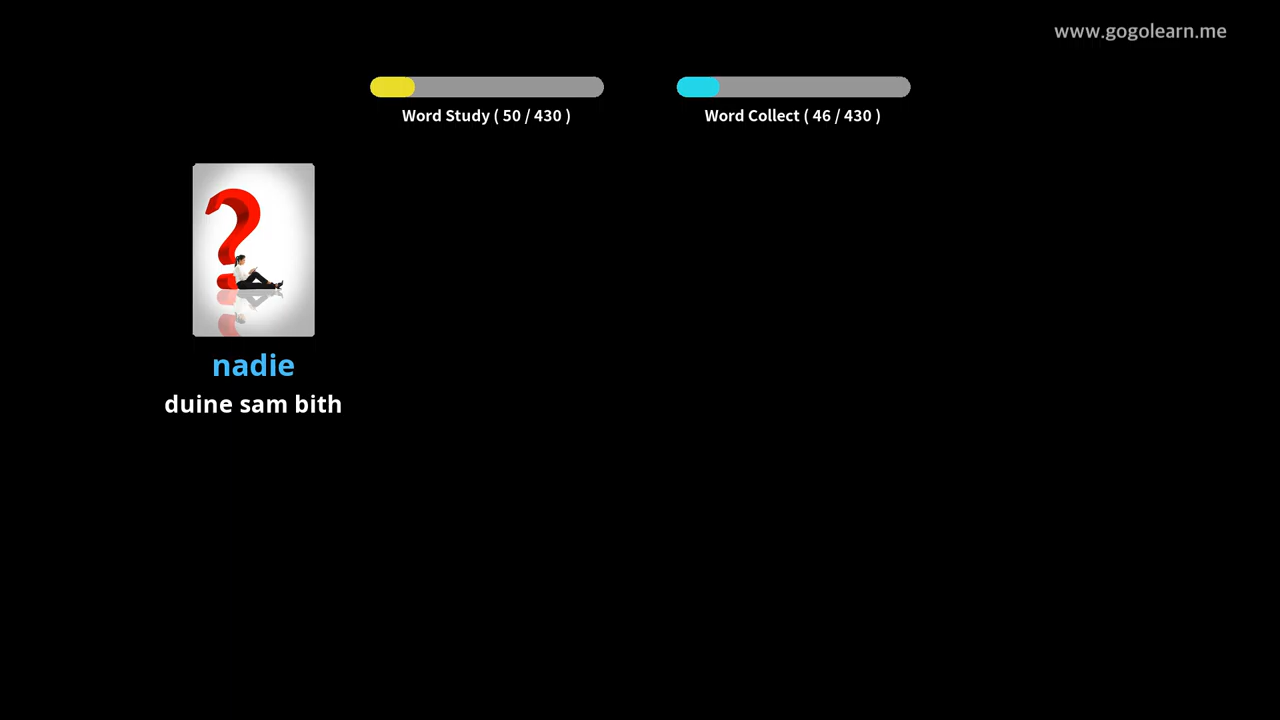 www.gogolearn.me
Word Study ( 50 / 430 )
Word Collect ( 46 / 430 )
nadie
duine sam bith